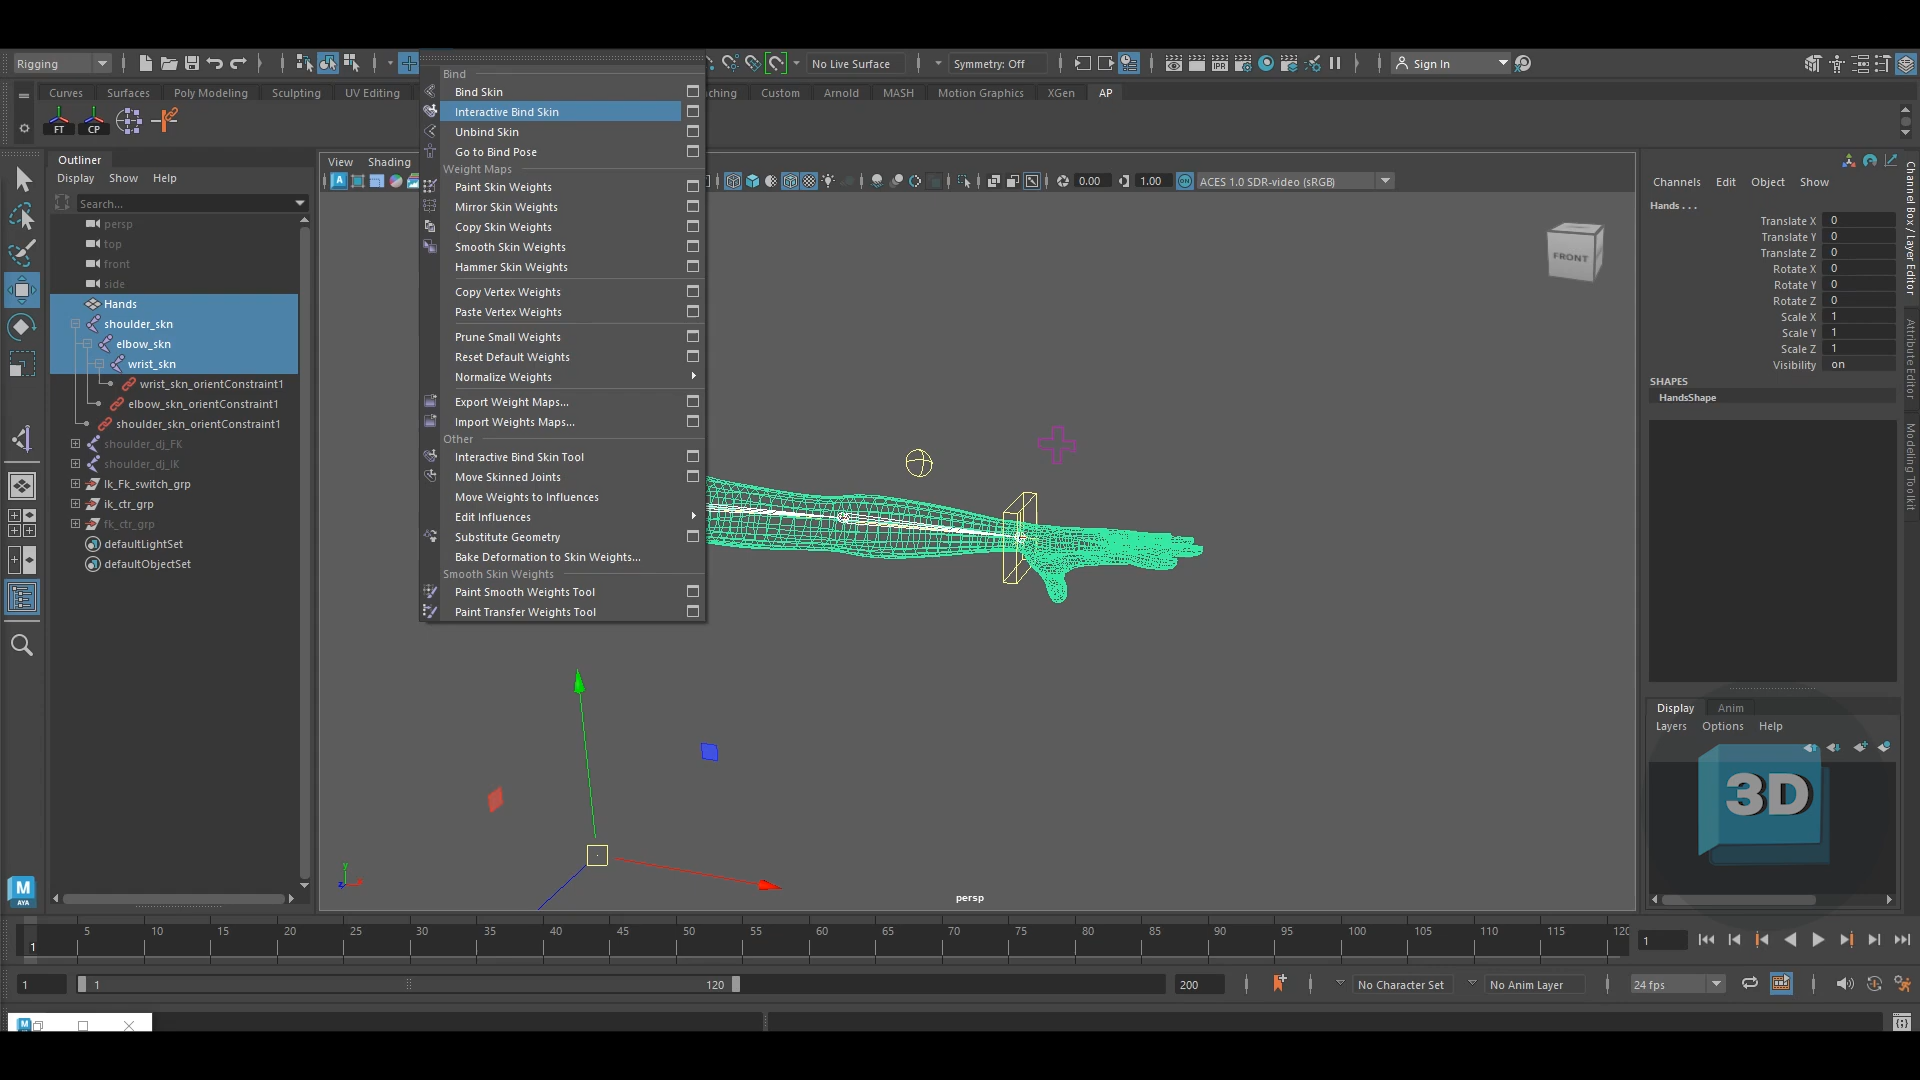 Rigging
No Live Surface
Symmetry: Off
Sign In
Curves
Surfaces
Poly Modeling
Sculpting
UV Editing
ching
Custom
Arnold
MASH
Motion Graphics
XGen
AP
FT
CP
Outliner
Display
Show
Help
Search...
persp
top
front
side
Hands
shoulder_skn
elbow_skn
wrist_skn
wrist_skn_orientConstraint1
elbow_skn_orientConstraint1
shoulder_skn_orientConstraint1
shoulder_dj_FK
shoulder_dj_IK
Ik_Fk_switch_grp
ik_ctr_grp
fk_ctr_grp
defaultLightSet
defaultObjectSet
Bind
Bind Skin
Interactive Bind Skin
Unbind Skin
Go to Bind Pose
Weight Maps
Paint Skin Weights
Mirror Skin Weights
Copy Skin Weights
Smooth Skin Weights
Hammer Skin Weights
Copy Vertex Weights
Paste Vertex Weights
Prune Small Weights
Reset Default Weights
Normalize Weights
Export Weight Maps...
Import Weights Maps...
Other
Interactive Bind Skin Tool
Move Skinned Joints
Move Weights to Influences
Edit Influences
Substitute Geometry
Bake Deformation to Skin Weights...
Smooth Skin Weights
Paint Smooth Weights Tool
Paint Transfer Weights Tool
View
Shading
0.00
1.00
ACES 1.0 SDR-video (sRGB)
FRONT
persp
Channels
Edit
Object
Show
Hands . . .
Translate X 0
Translate Y 0
Translate Z 0
Rotate X 0
Rotate Y 0
Rotate Z 0
Scale X 1
Scale Y 1
Scale Z 1
Visibility on
SHAPES
HandsShape
Channel Box / Layer Editor
Attribute Editor
Modeling Toolkit
Display
Anim
Layers
Options
Help
3D
M
AYA
1
5
10
15
20
25
30
35
40
45
50
55
60
65
70
75
80
85
90
95
100
105
110
115
120
1
1
1
120
200
No Character Set
No Anim Layer
24 fps